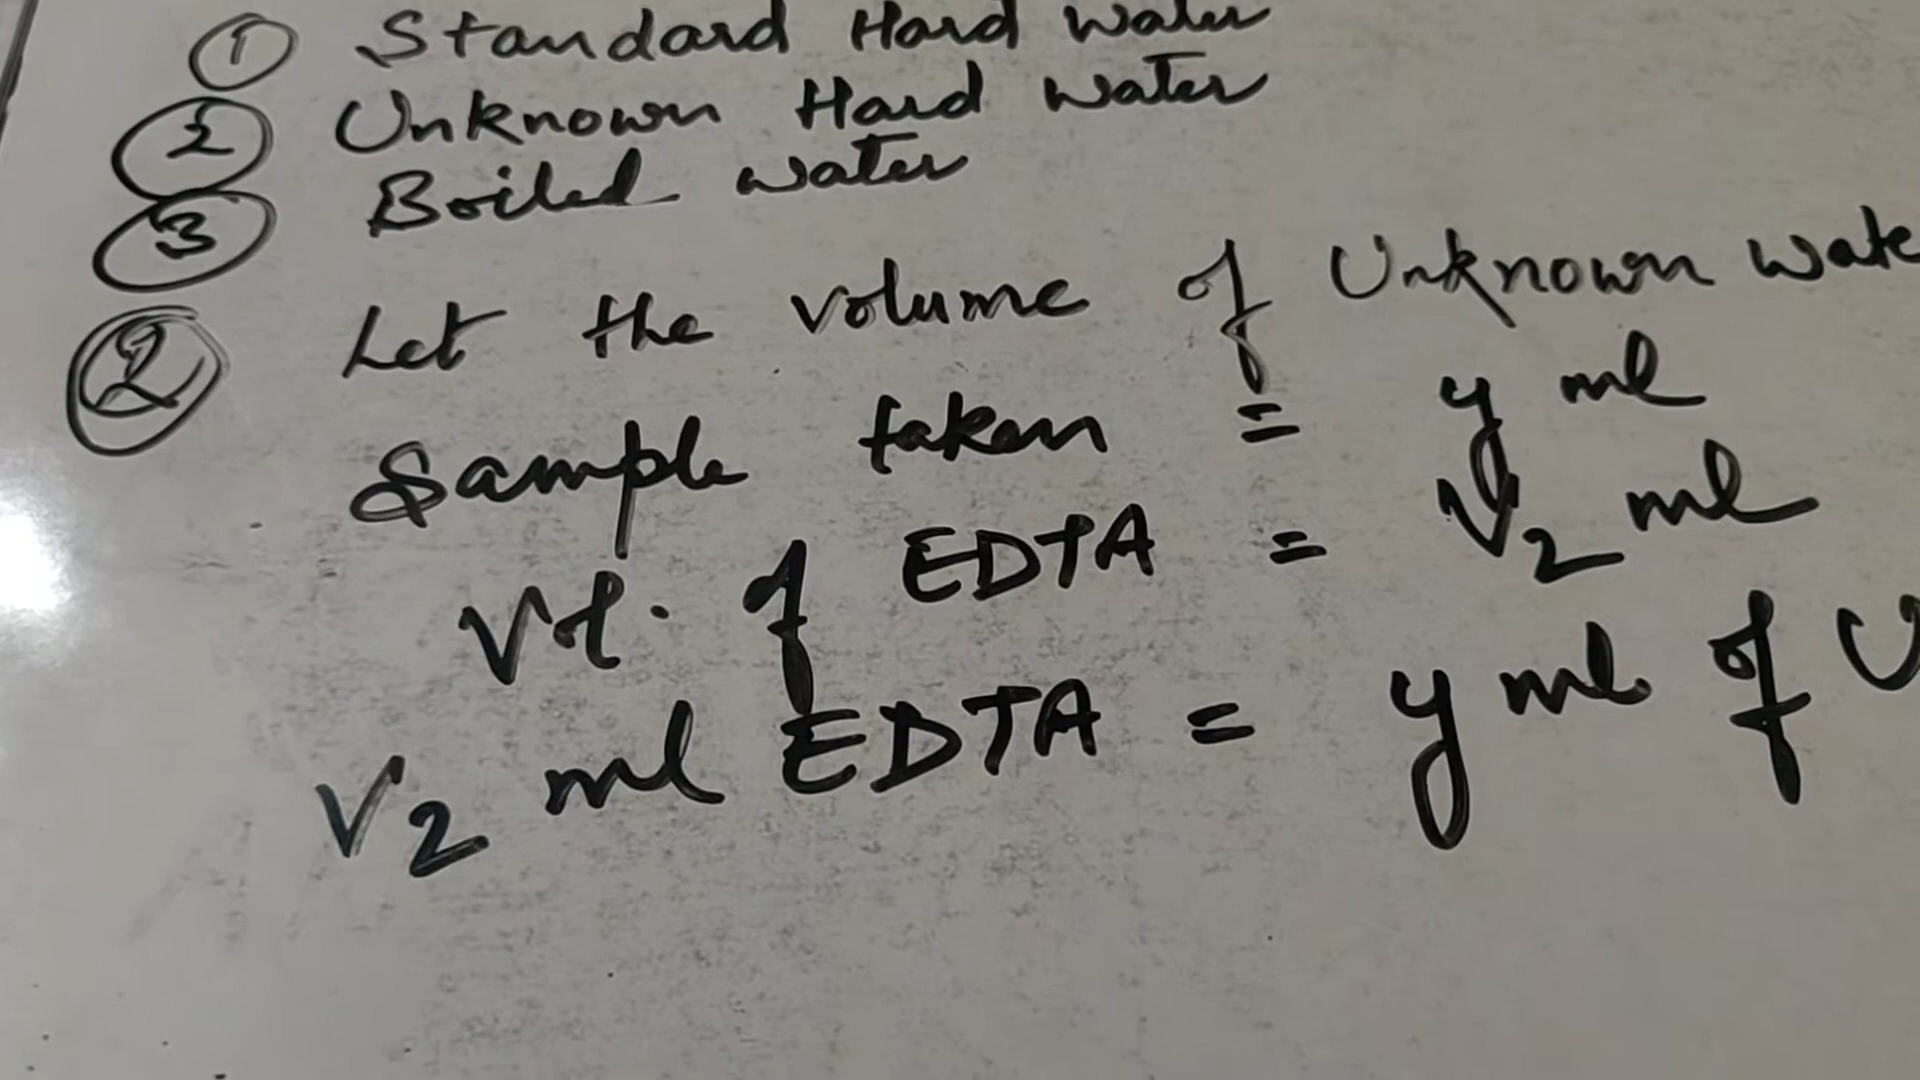 ① Standard Hard water
② Unknown Hard water
③ Boiled water
② Let the volume of Unknown wate
Sample taken = y ml
Vol. of EDTA = V₂ ml
V₂ ml EDTA = y ml of U